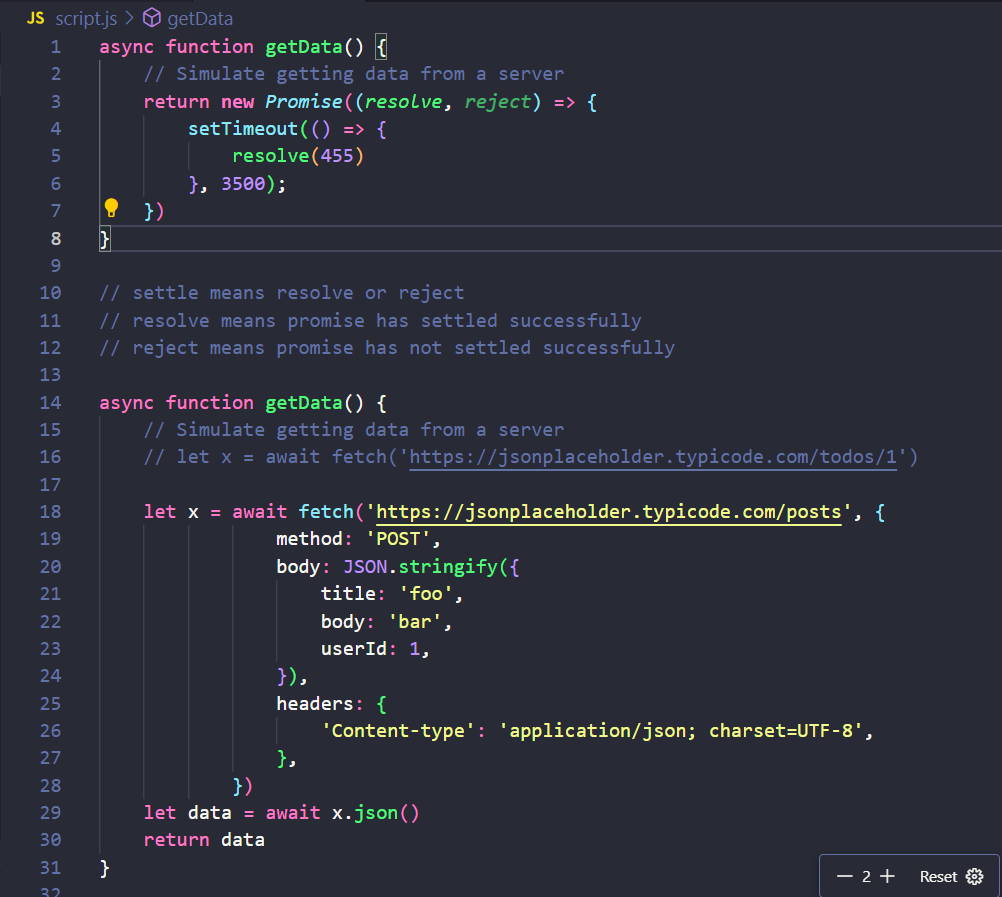 JS script.js > getData
1 async function getData() {
2 // Simulate getting data from a server
3 return new Promise((resolve, reject) => {
4 setTimeout(() => {
5 resolve(455)
6 }, 3500);
7 })
8 }
9
10 // settle means resolve or reject
11 // resolve means promise has settled successfully
12 // reject means promise has not settled successfully
13
14 async function getData() {
15 // Simulate getting data from a server
16 // let x = await fetch('https://jsonplaceholder.typicode.com/todos/1')
17
18 let x = await fetch('https://jsonplaceholder.typicode.com/posts', {
19 method: 'POST',
20 body: JSON.stringify({
21 title: 'foo',
22 body: 'bar',
23 userId: 1,
24 }),
25 headers: {
26 'Content-type': 'application/json; charset=UTF-8',
27 },
28 })
29 let data = await x.json()
30 return data
31 }
32
— 2 + Reset